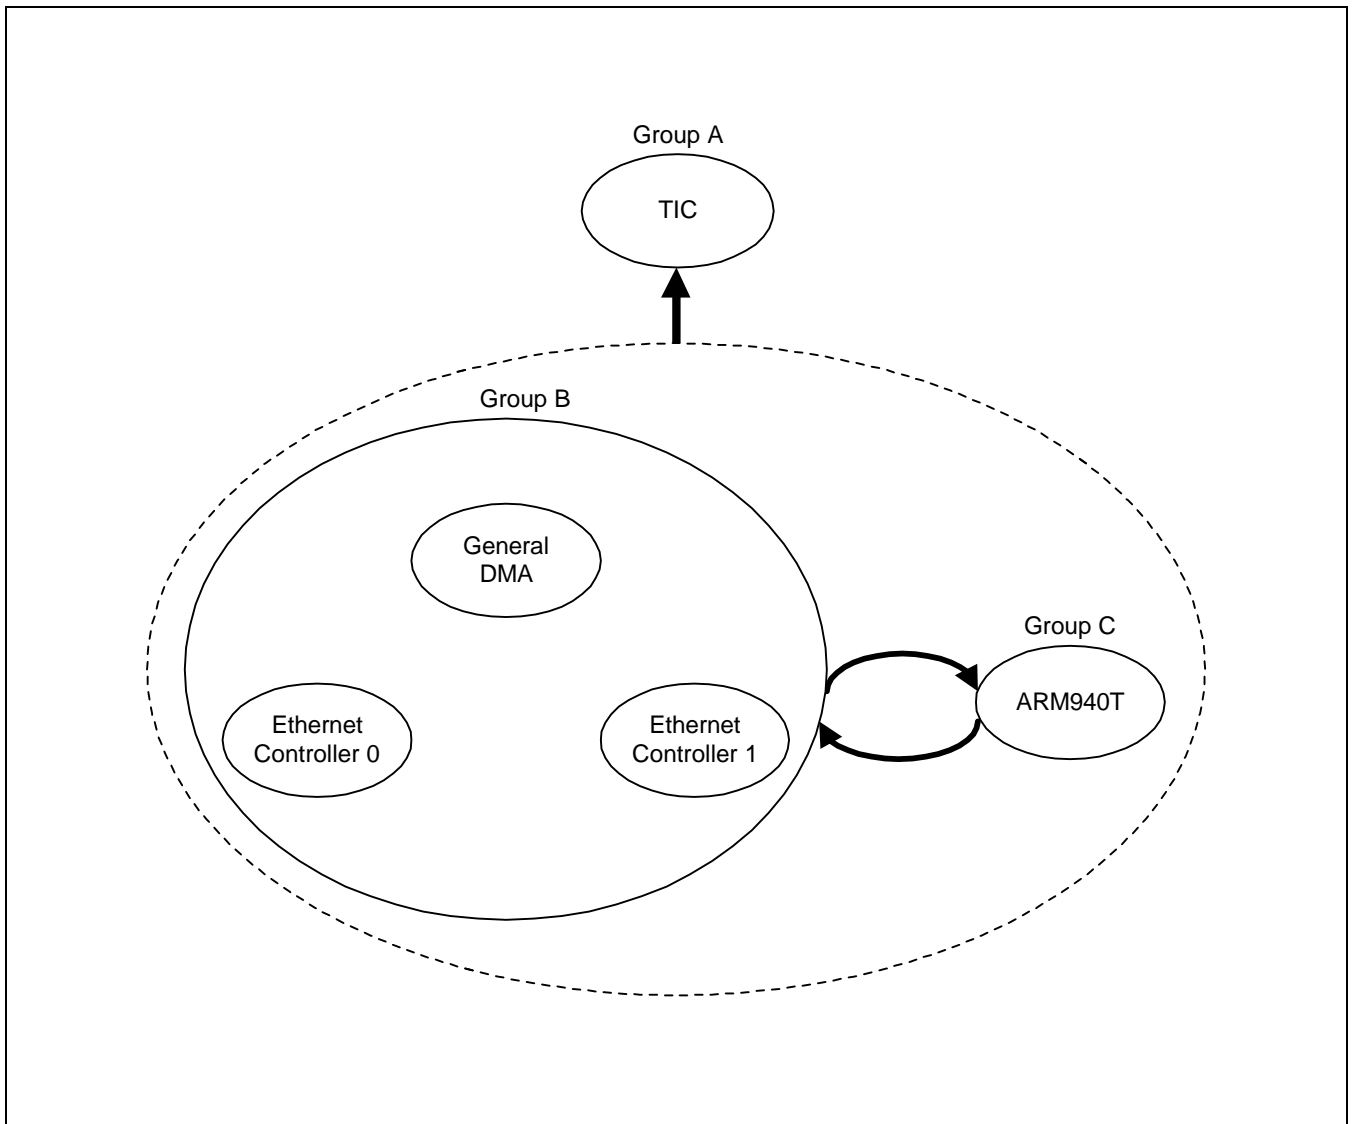 Group A
TIC
Group B
General
DMA
Group C
ARM940T
Ethernet
Controller 0
Ethernet
Controller 1